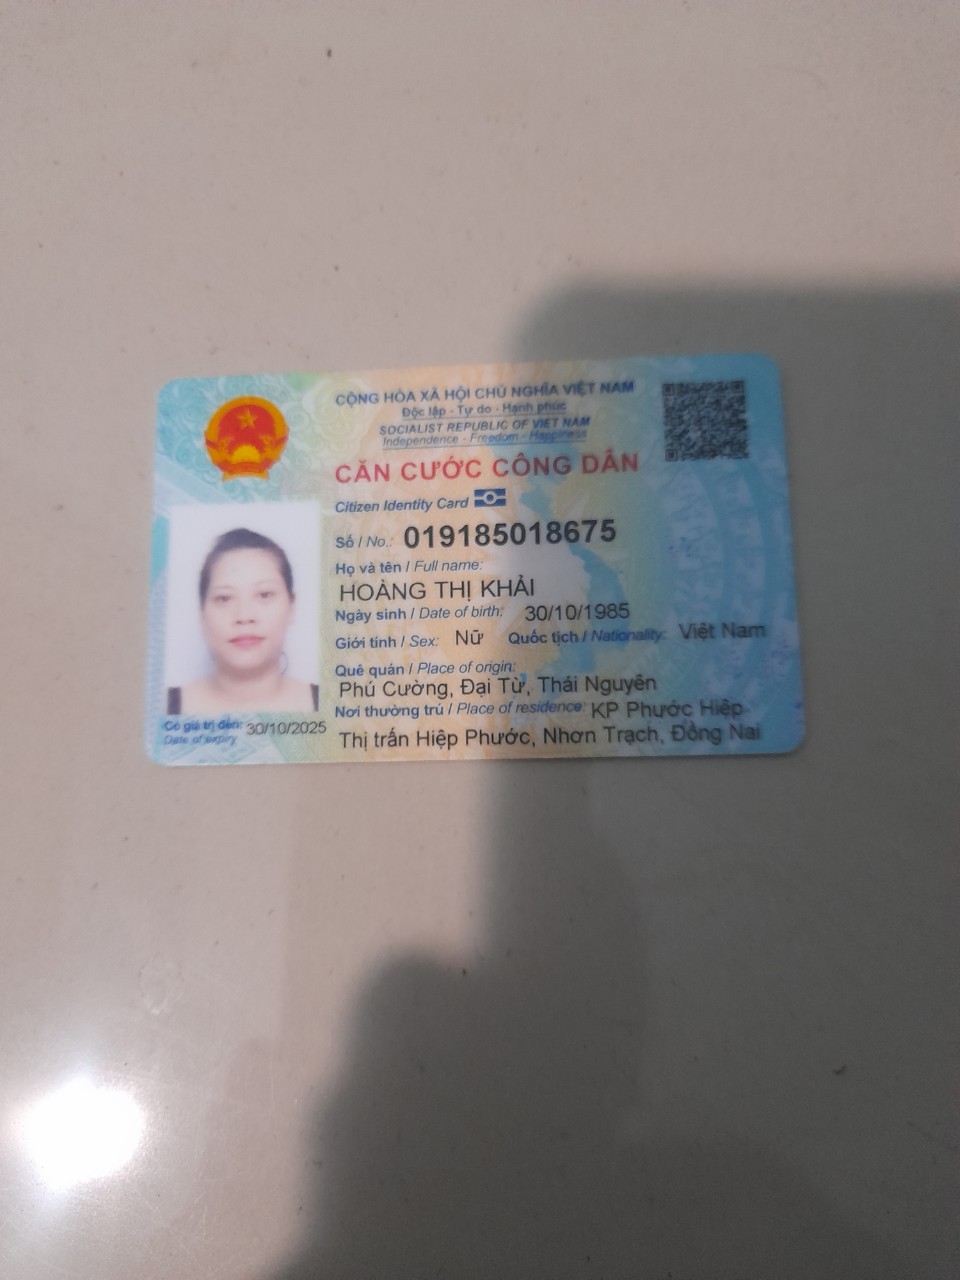 CỘNG HÒA XÃ HỘI CHỦ NGHĨA VIỆT NAM
Độc lập - Tự do - Hạnh phúc
SOCIALIST REPUBLIC OF VIET NAM
Independence - Freedom - Happiness
CĂN CƯỚC CÔNG DÂN
Citizen Identity Card
Số / No.: 019185018675
Họ và tên / Full name:
HOÀNG THỊ KHẢI
Ngày sinh / Date of birth: 30/10/1985
Giới tính / Sex: Nữ Quốc tịch / Nationality: Việt Nam
Quê quán / Place of origin:
Phú Cường, Đại Từ, Thái Nguyên
Nơi thường trú / Place of residence: KP Phước Hiệp
Thị trấn Hiệp Phước, Nhơn Trạch, Đồng Nai
Có giá trị đến: 30/10/2025
Date of expiry